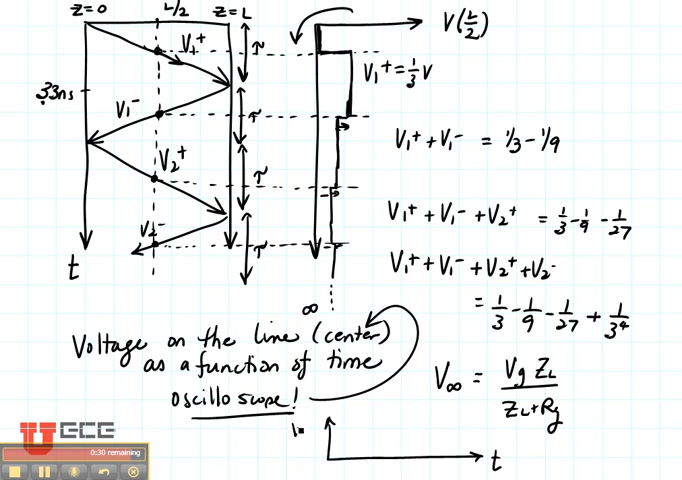 z=0
L/2
z=L
V(L/2)
V₁⁺
τ
V₁⁺ = 1/3 V
.33ns
V₁⁻
τ
V₁⁺ + V₁⁻ = 1/3 - 1/9
V₂⁺
τ
V₁⁺ + V₁⁻ + V₂⁺ = 1/3 - 1/9 - 1/27
V₂⁻
τ
t
V₁⁺ + V₁⁻ + V₂⁺ + V₂⁻
= 1/3 - 1/9 - 1/27 + 1/3⁴
∞
Voltage on the line (center)
as a function of time
oscilloscope!
V∞ = Vg ZL / ZL + Rg
t
ECE
0:30 remaining